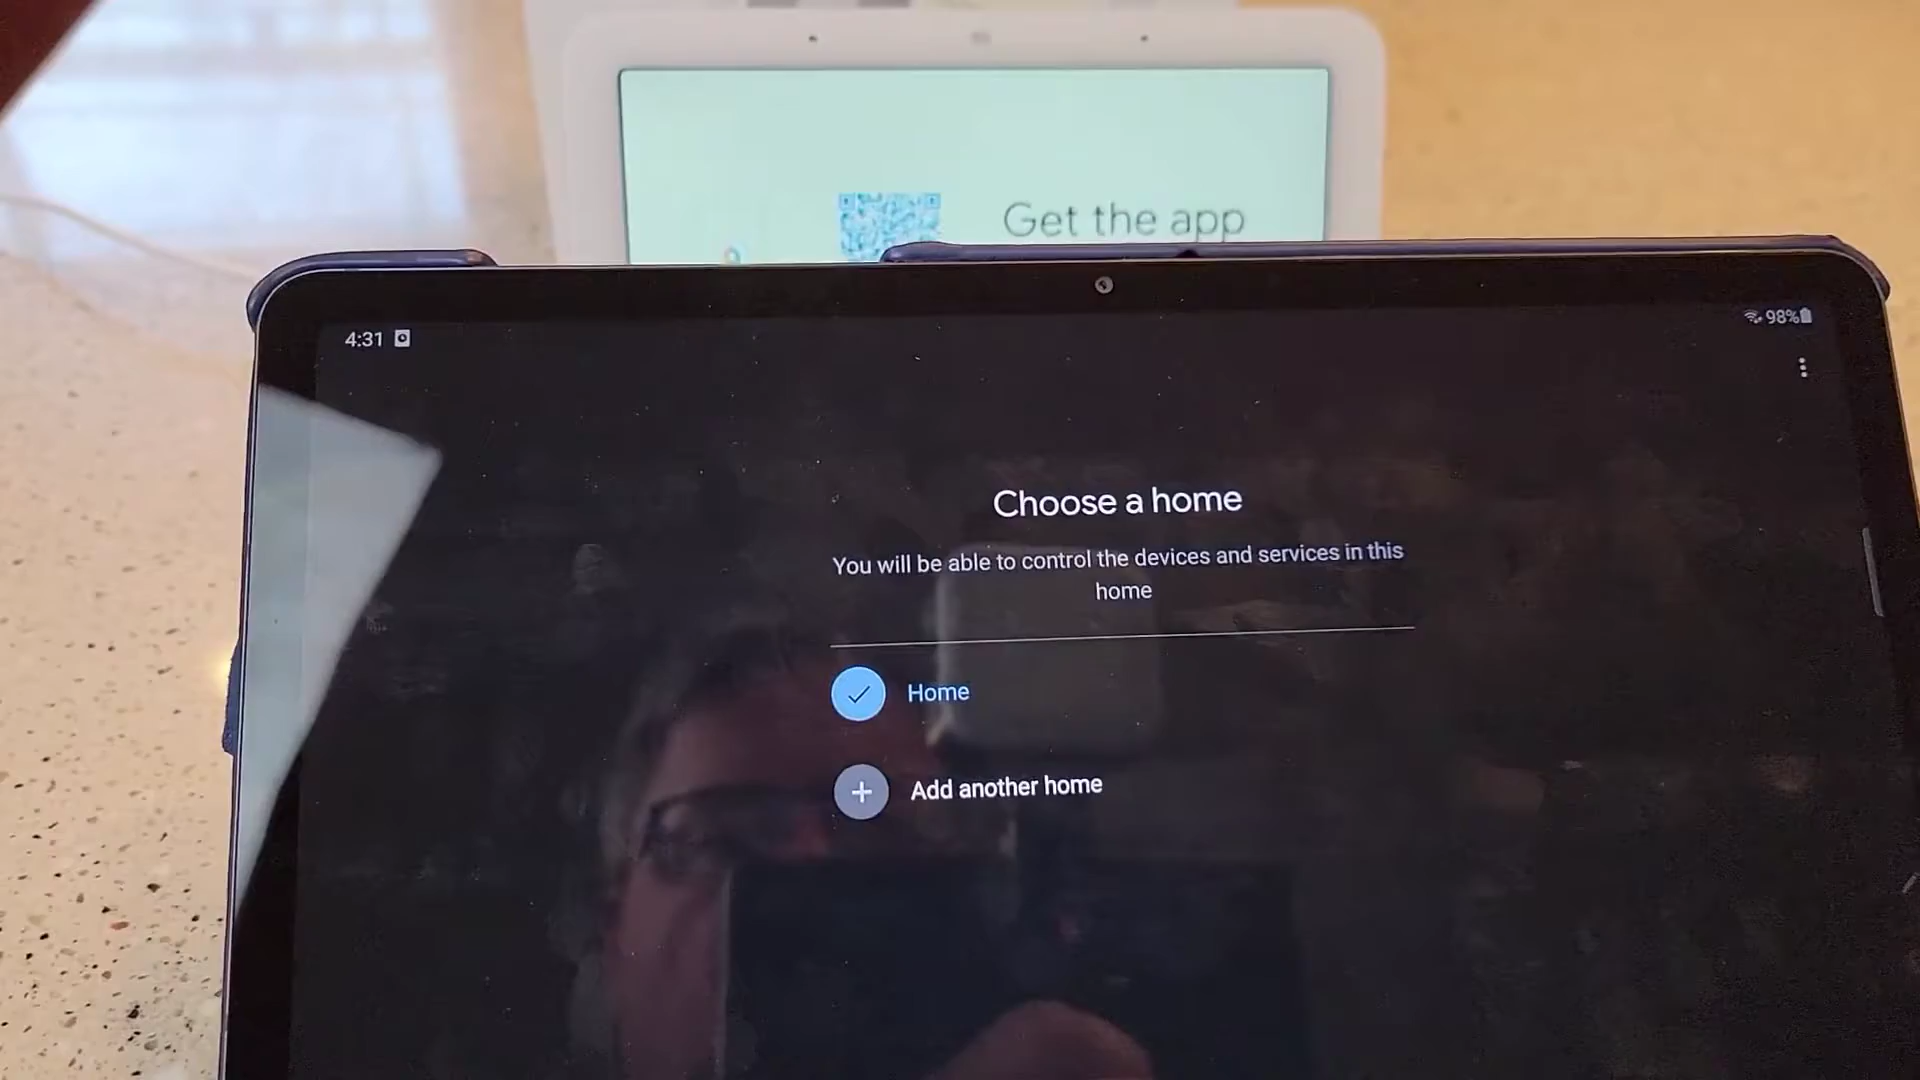 Get the app
4:31
98%
Choose a home
You will be able to control the devices and services in this
home
Home
Add another home